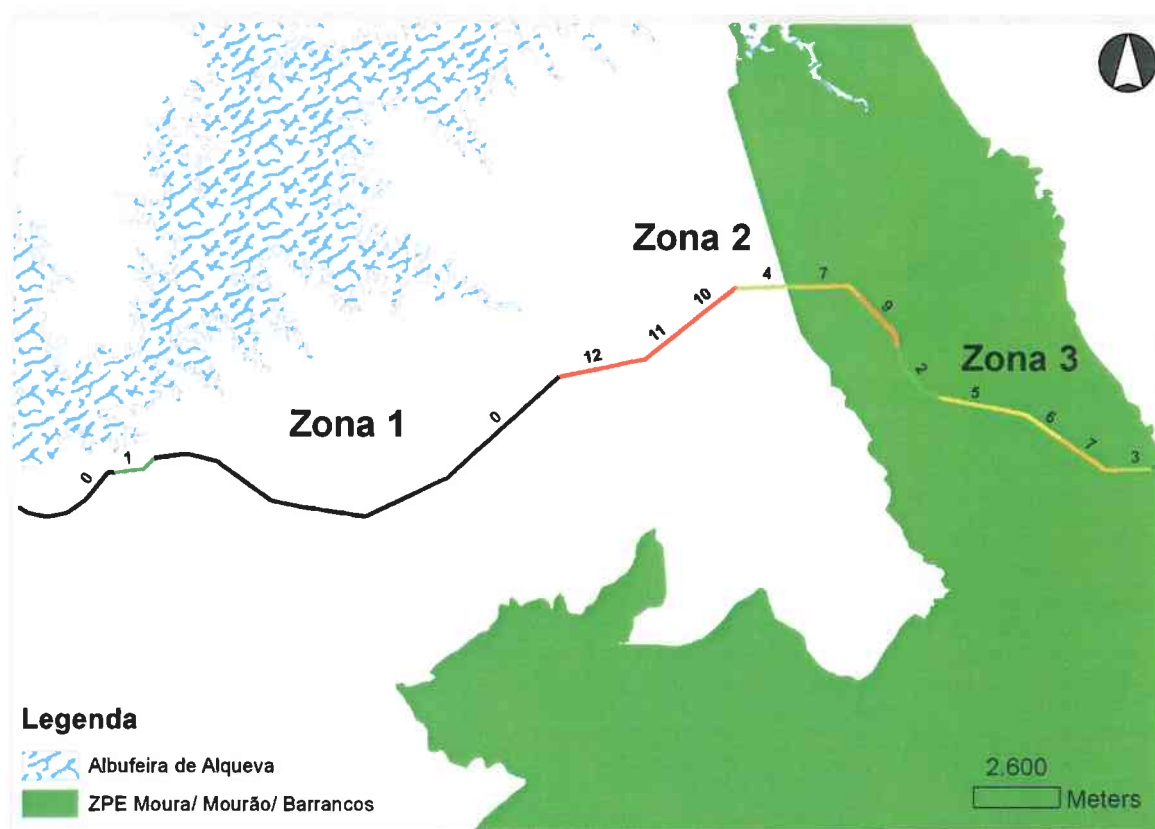 Zona 2
4
7
10
9
11
12
2
Zona 3
5
Zona 1
0
6
7
3
1
0
Legenda
Albufeira de Alqueva
ZPE Moura/ Mourão/ Barrancos
2.600
Meters